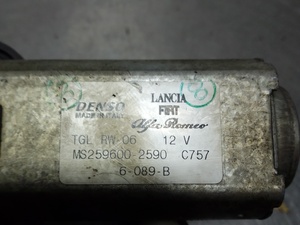 DENSO
MADE IN ITALY
LANCIA
FIAT
Alfa Romeo
TGL RW-06 12 V
MS259600-2590 C757
6-089-B